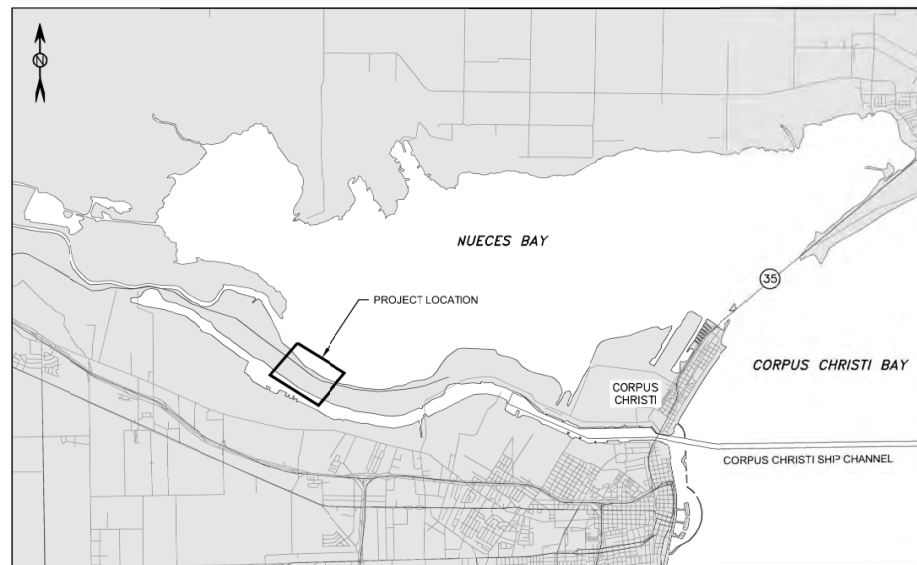 N
NUECES BAY
PROJECT LOCATION
35
CORPUS CHRISTI BAY
CORPUS
CHRISTI
CORPUS CHRISTI SHIP CHANNEL